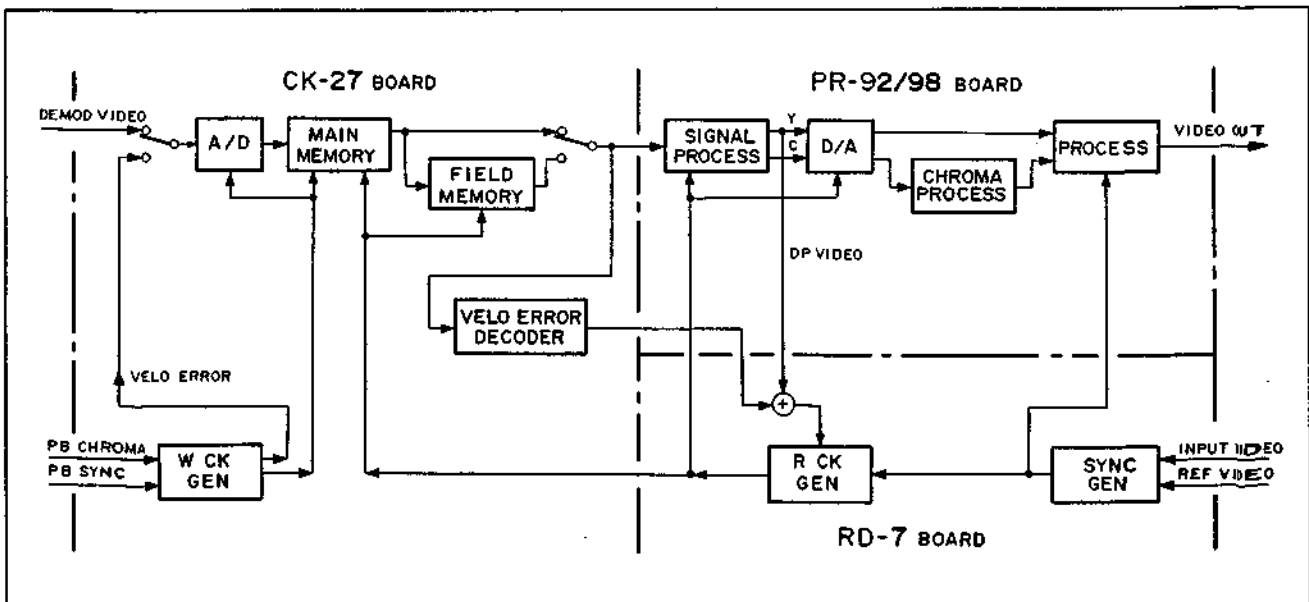 CK-27 BOARD
PR-92/98 BOARD
DEMOD VIDEO
A/D
MAIN
MEMORY
FIELD
MEMORY
SIGNAL
PROCESS
Y
C
D/A
CHROMA
PROCESS
PROCESS
VIDEO OUT
DP VIDEO
VELO ERROR
DECODER
VELO ERROR
+
PB CHROMA
PB SYNC
W CK
GEN
R CK
GEN
SYNC
GEN
INPUT VIDEO
REF VIDEO
RD-7 BOARD